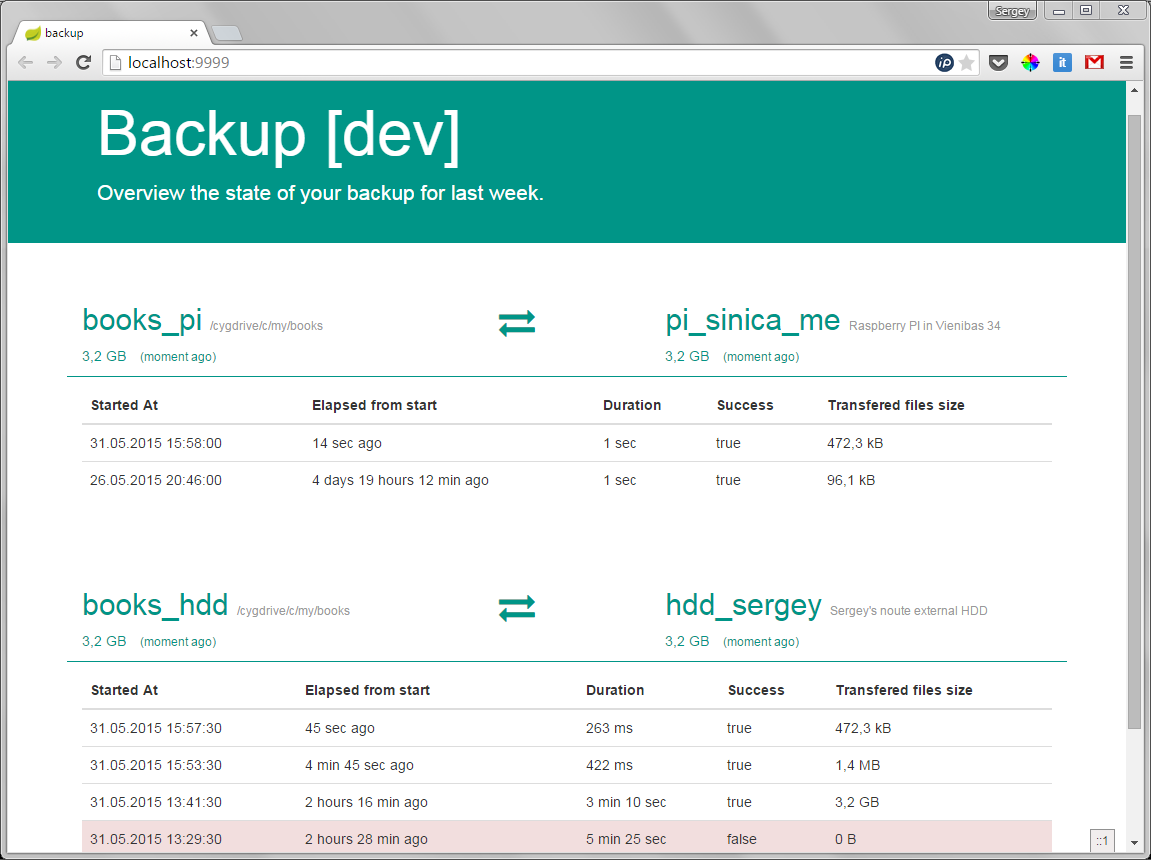 Sergey
backup
localhost:9999
ip
it
Backup [dev]
Overview the state of your backup for last week.
books_pi /cygdrive/c/my/books
3,2 GB (moment ago)
pi_sinica_me Raspberry PI in Vienibas 34
3,2 GB (moment ago)
Started At Elapsed from start Duration Success Transfered files size
31.05.2015 15:58:00 14 sec ago 1 sec true 472,3 kB
26.05.2015 20:46:00 4 days 19 hours 12 min ago 1 sec true 96,1 kB
books_hdd /cygdrive/c/my/books
3,2 GB (moment ago)
hdd_sergey Sergey's noute external HDD
3,2 GB (moment ago)
Started At Elapsed from start Duration Success Transfered files size
31.05.2015 15:57:30 45 sec ago 263 ms true 472,3 kB
31.05.2015 15:53:30 4 min 45 sec ago 422 ms true 1,4 MB
31.05.2015 13:41:30 2 hours 16 min ago 3 min 10 sec true 3,2 GB
31.05.2015 13:29:30 2 hours 28 min ago 5 min 25 sec false 0 B
::1